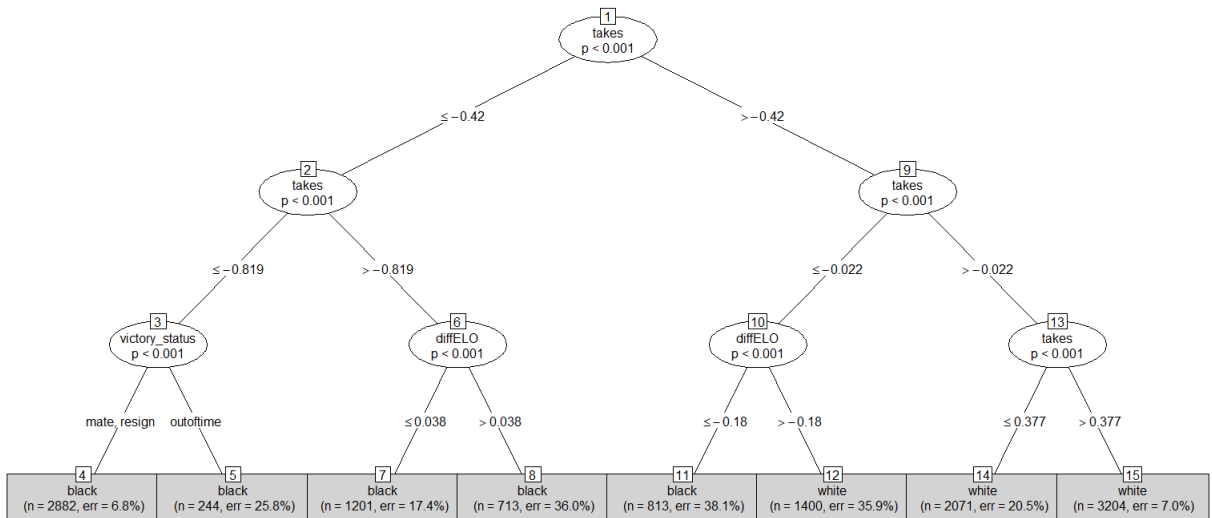 1
takes
p < 0.001
≤ −0.42
> −0.42
2
takes
p < 0.001
9
takes
p < 0.001
≤ −0.819
> −0.819
≤ −0.022
> −0.022
3
victory_status
p < 0.001
6
diffELO
p < 0.001
10
diffELO
p < 0.001
13
takes
p < 0.001
mate, resign
outoftime
≤ 0.038
> 0.038
≤ −0.18
> −0.18
≤ 0.377
> 0.377
4
black
(n = 2882, err = 6.8%)
5
black
(n = 244, err = 25.8%)
7
black
(n = 1201, err = 17.4%)
8
black
(n = 713, err = 36.0%)
11
black
(n = 813, err = 38.1%)
12
white
(n = 1400, err = 35.9%)
14
white
(n = 2071, err = 20.5%)
15
white
(n = 3204, err = 7.0%)